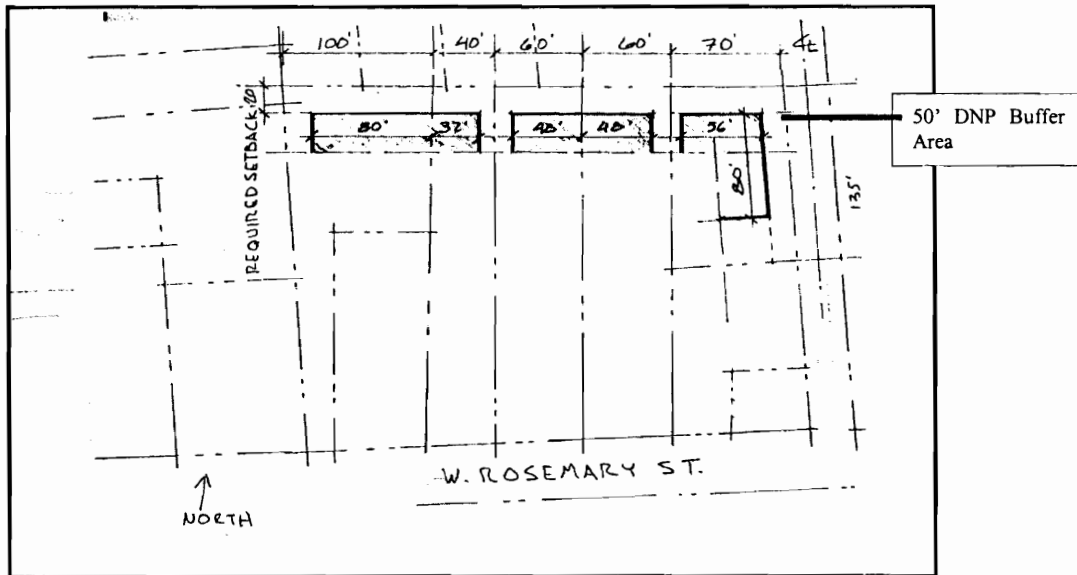 100' 40' 60' 60' 70' ℄
REQUIRED SETBACK 20'
80' 32' 48' 48' 56'
50' DNP Buffer
Area
80'
135'
W. ROSEMARY ST.
NORTH